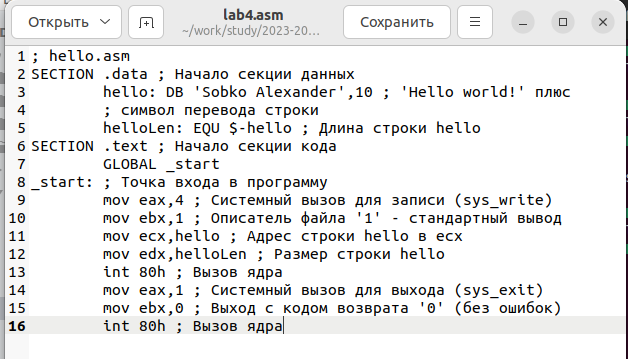 Открыть
lab4.asm
~/work/study/2023-20…
Сохранить
1 ; hello.asm
2 SECTION .data ; Начало секции данных
3 hello: DB 'Sobko Alexander',10 ; 'Hello world!' плюс
4 ; символ перевода строки
5 helloLen: EQU $-hello ; Длина строки hello
6 SECTION .text ; Начало секции кода
7 GLOBAL _start
8 _start: ; Точка входа в программу
9 mov eax,4 ; Системный вызов для записи (sys_write)
10 mov ebx,1 ; Описатель файла '1' - стандартный вывод
11 mov ecx,hello ; Адрес строки hello в ecx
12 mov edx,helloLen ; Размер строки hello
13 int 80h ; Вызов ядра
14 mov eax,1 ; Системный вызов для выхода (sys_exit)
15 mov ebx,0 ; Выход с кодом возврата '0' (без ошибок)
16 int 80h ; Вызов ядра